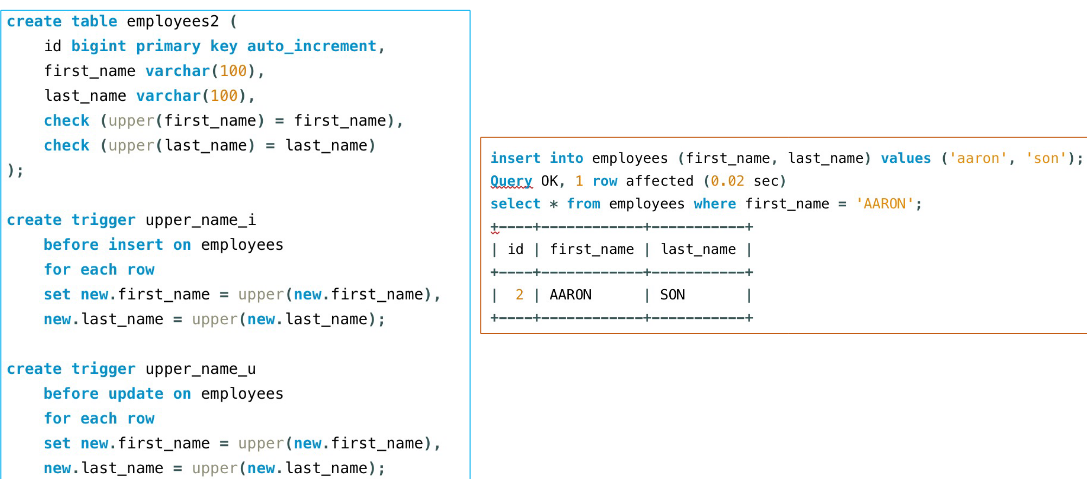 create table employees2 (
    id bigint primary key auto_increment,
    first_name varchar(100),
    last_name varchar(100),
    check (upper(first_name) = first_name),
    check (upper(last_name) = last_name)
);

create trigger upper_name_i
    before insert on employees
    for each row
    set new.first_name = upper(new.first_name),
    new.last_name = upper(new.last_name);

create trigger upper_name_u
    before update on employees
    for each row
    set new.first_name = upper(new.first_name),
    new.last_name = upper(new.last_name);

insert into employees (first_name, last_name) values ('aaron', 'son');
Query OK, 1 row affected (0.02 sec)
select * from employees where first_name = 'AARON';
+----+------------+-----------+
| id | first_name | last_name |
+----+------------+-----------+
|  2 | AARON      | SON       |
+----+------------+-----------+